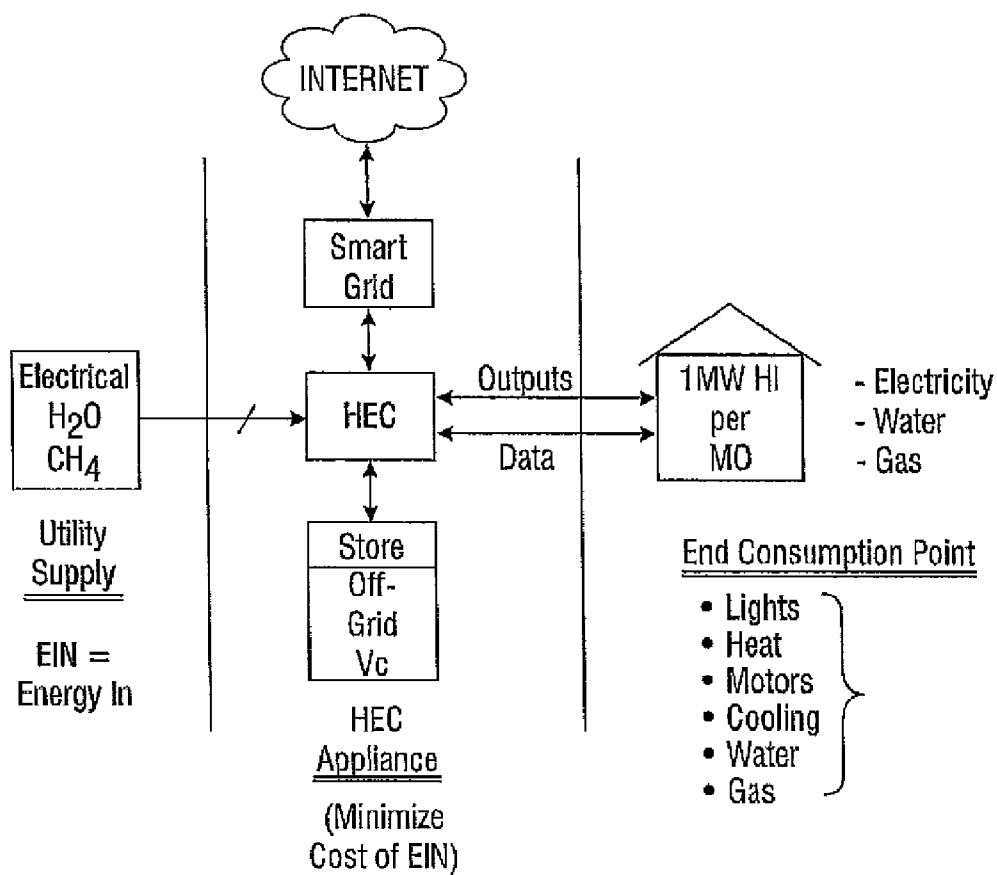 INTERNET
Smart
Grid
Electrical
H2O
CH4
HEC
Outputs
Data
1MW HI
per
MO
- Electricity
- Water
- Gas
Utility
Supply
EIN =
Energy In
Store
Off-
Grid
Vc
HEC
Appliance
(Minimize
Cost of EIN)
End Consumption Point
• Lights
• Heat
• Motors
• Cooling
• Water
• Gas